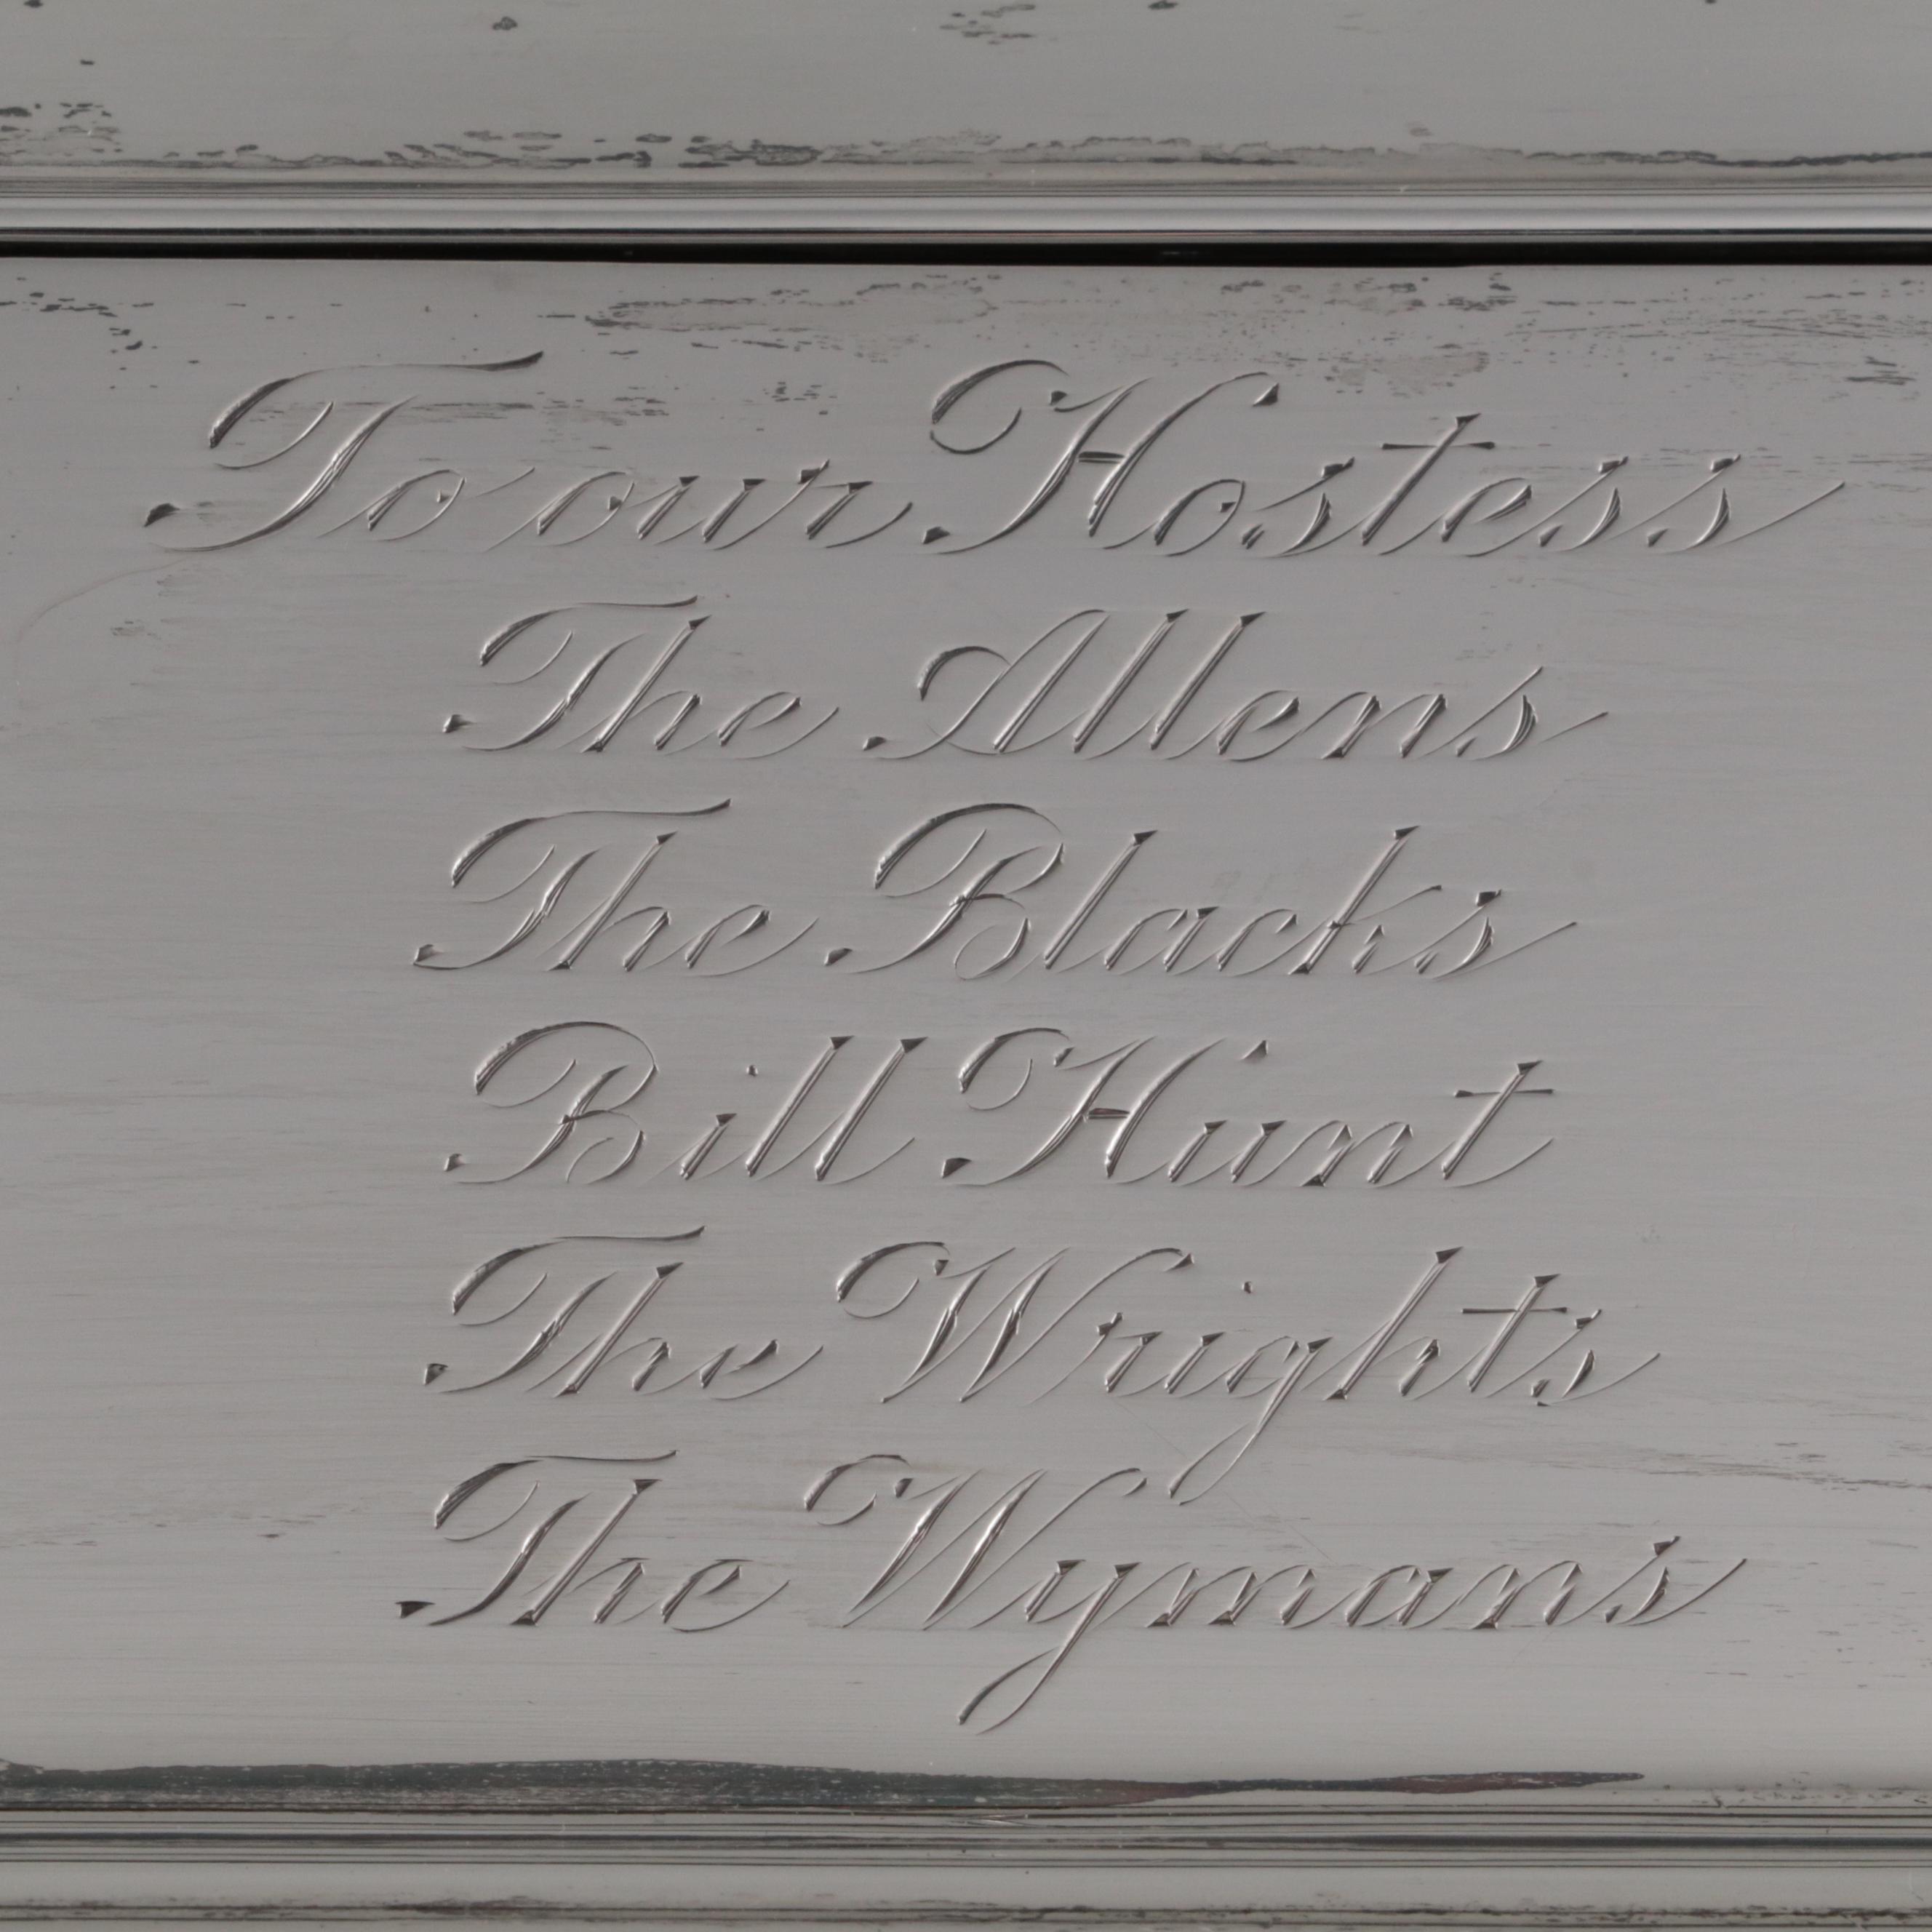 To our Hostess
The Allens
The Blacks
Bill Hunt
The Wrights
The Wymans